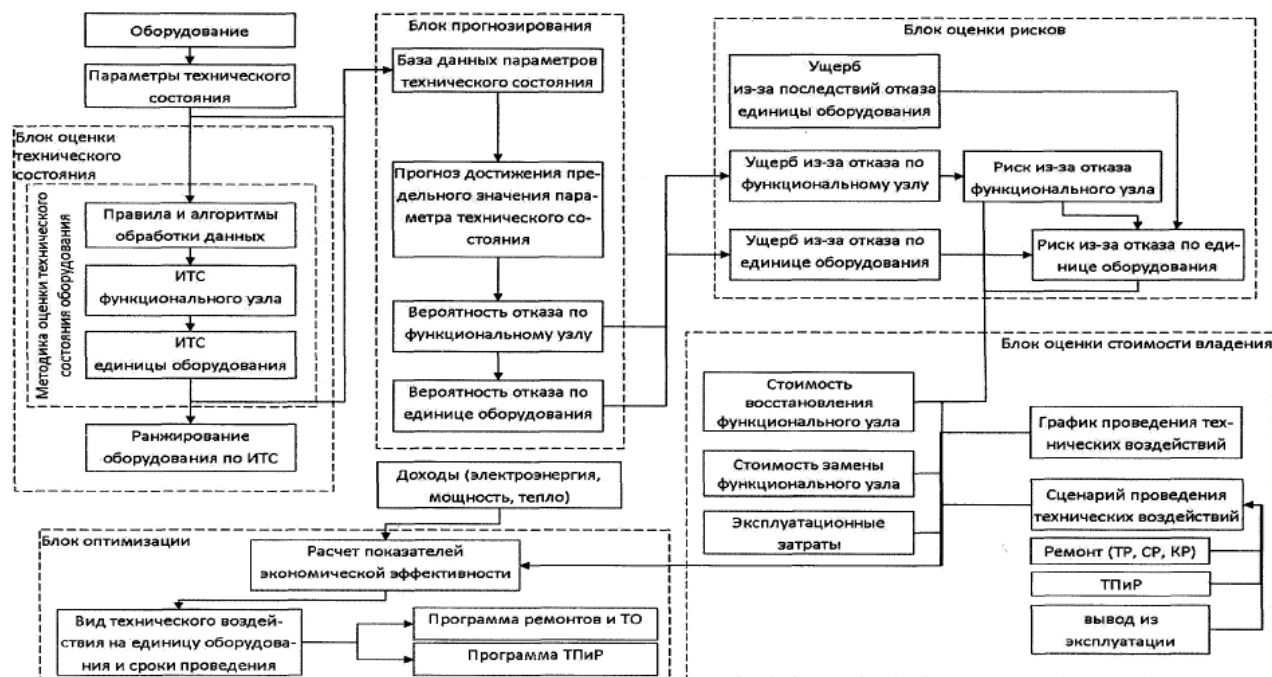 Оборудование
Параметры технического
состояния
Блок оценки
технического
состояния
Методика оценки технического
состояния оборудования
Правила и алгоритмы
обработки данных
ИТС
функционального узла
ИТС
единицы оборудования
Ранжирование
оборудования по ИТС
Блок прогнозирования
База данных параметров
технического состояния
Прогноз достижения пре-
дельного значения пара-
метра технического со-
стояния
Вероятность отказа по
функциональному узлу
Вероятность отказа по
единице оборудования
Блок оценки рисков
Ущерб
из-за последствий отказа
единицы оборудования
Ущерб из-за отказа по
функциональному узлу
Риск из-за отказа
функционального узла
Ущерб из-за отказа по
единице оборудования
Риск из-за отказа по еди-
нице оборудования
Блок оценки стоимости владения
Стоимость
восстановления
функционального узла
Стоимость замены
функционального узла
Эксплуатационные
затраты
График проведения тех-
нических воздействий
Сценарий проведения
технических воздействий
Ремонт (ТР, СР, КР)
ТПиР
вывод из
эксплуатации
Доходы (электроэнергия,
мощность, тепло)
Блок оптимизации
Расчет показателей
экономической эффективности
Вид технического воздей-
ствия на единицу оборудова-
ния и сроки проведения
Программа ремонтов и ТО
Программа ТПиР